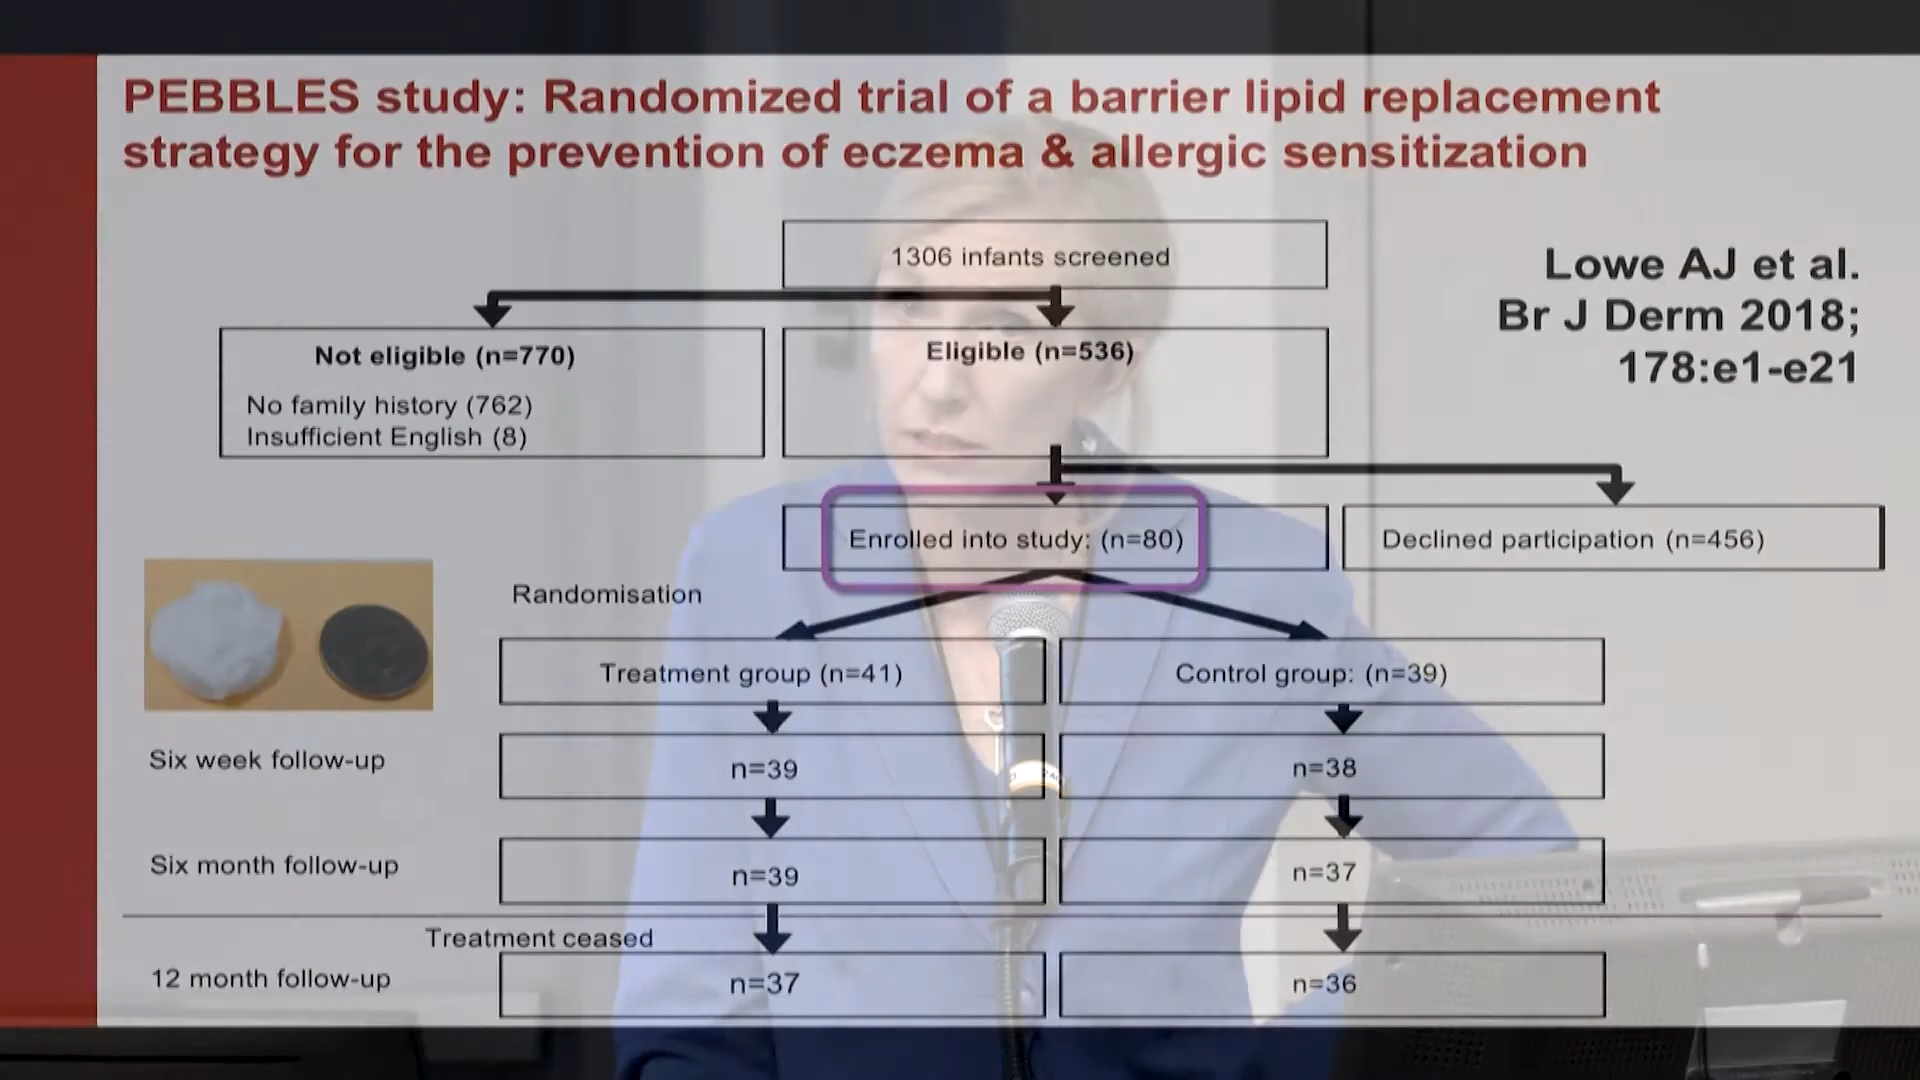 PEBBLES study: Randomized trial of a barrier lipid replacement
strategy for the prevention of eczema & allergic sensitization
1306 infants screened
Lowe AJ et al.
Br J Derm 2018;
178:e1-e21
Not eligible (n=770)
No family history (762)
Insufficient English (8)
Eligible (n=536)
Enrolled into study: (n=80)
Declined participation (n=456)
Randomisation
Treatment group (n=41)
Control group: (n=39)
Six week follow-up
n=39
n=38
Six month follow-up
n=39
n=37
Treatment ceased
12 month follow-up
n=37
n=36